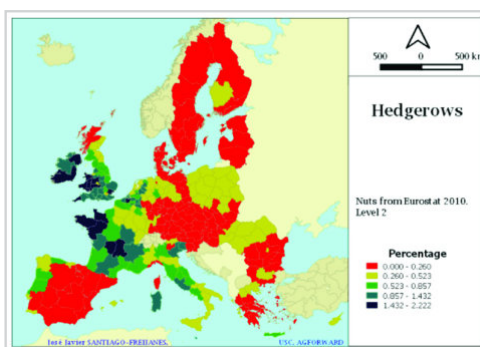 500 0 500 km
Hedgerows
Nuts from Eurostat 2010.
Level 2
Percentage
0.000 - 0.260
0.260 - 0.523
0.523 - 0.857
0.857 - 1.432
1.432 - 2.222
José Javier SANTIAGO-FREIJANES,
USC, AGFORWARD